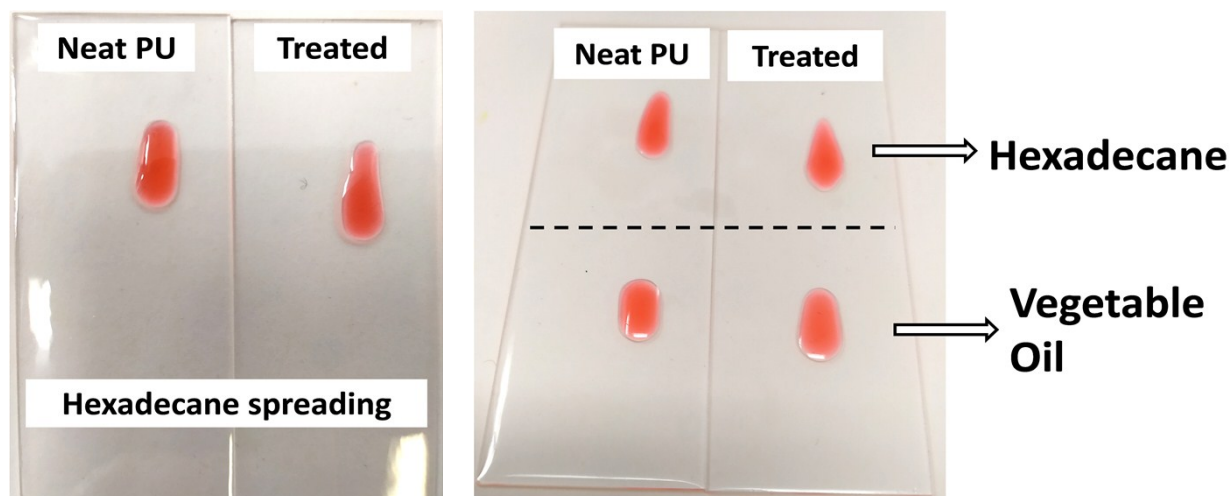 Neat PU
Treated
Hexadecane spreading
Neat PU
Treated
Hexadecane
Vegetable
Oil